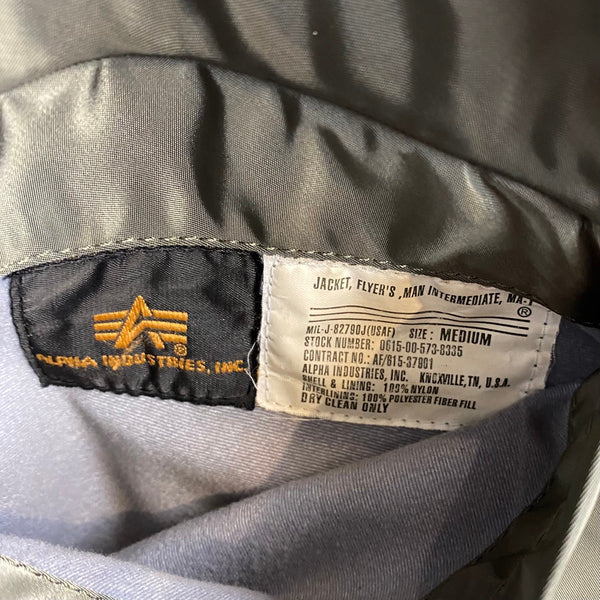 ALPHA INDUSTRIES, INC.
®
JACKET, FLYER'S ,MAN INTERMEDIATE, MA-1
®
MIL-J-82790J(USAF) SIZE : MEDIUM
STOCK NUMBER: 0615-00-573-8335
CONTRACT NO.: AF/615-37901
ALPHA INDUSTRIES, INC. KNOXVILLE, TN, U.S.A.
SHELL & LINING: 100% NYLON
INTERLINING: 100% POLYESTER FIBER FILL
DRY CLEAN ONLY